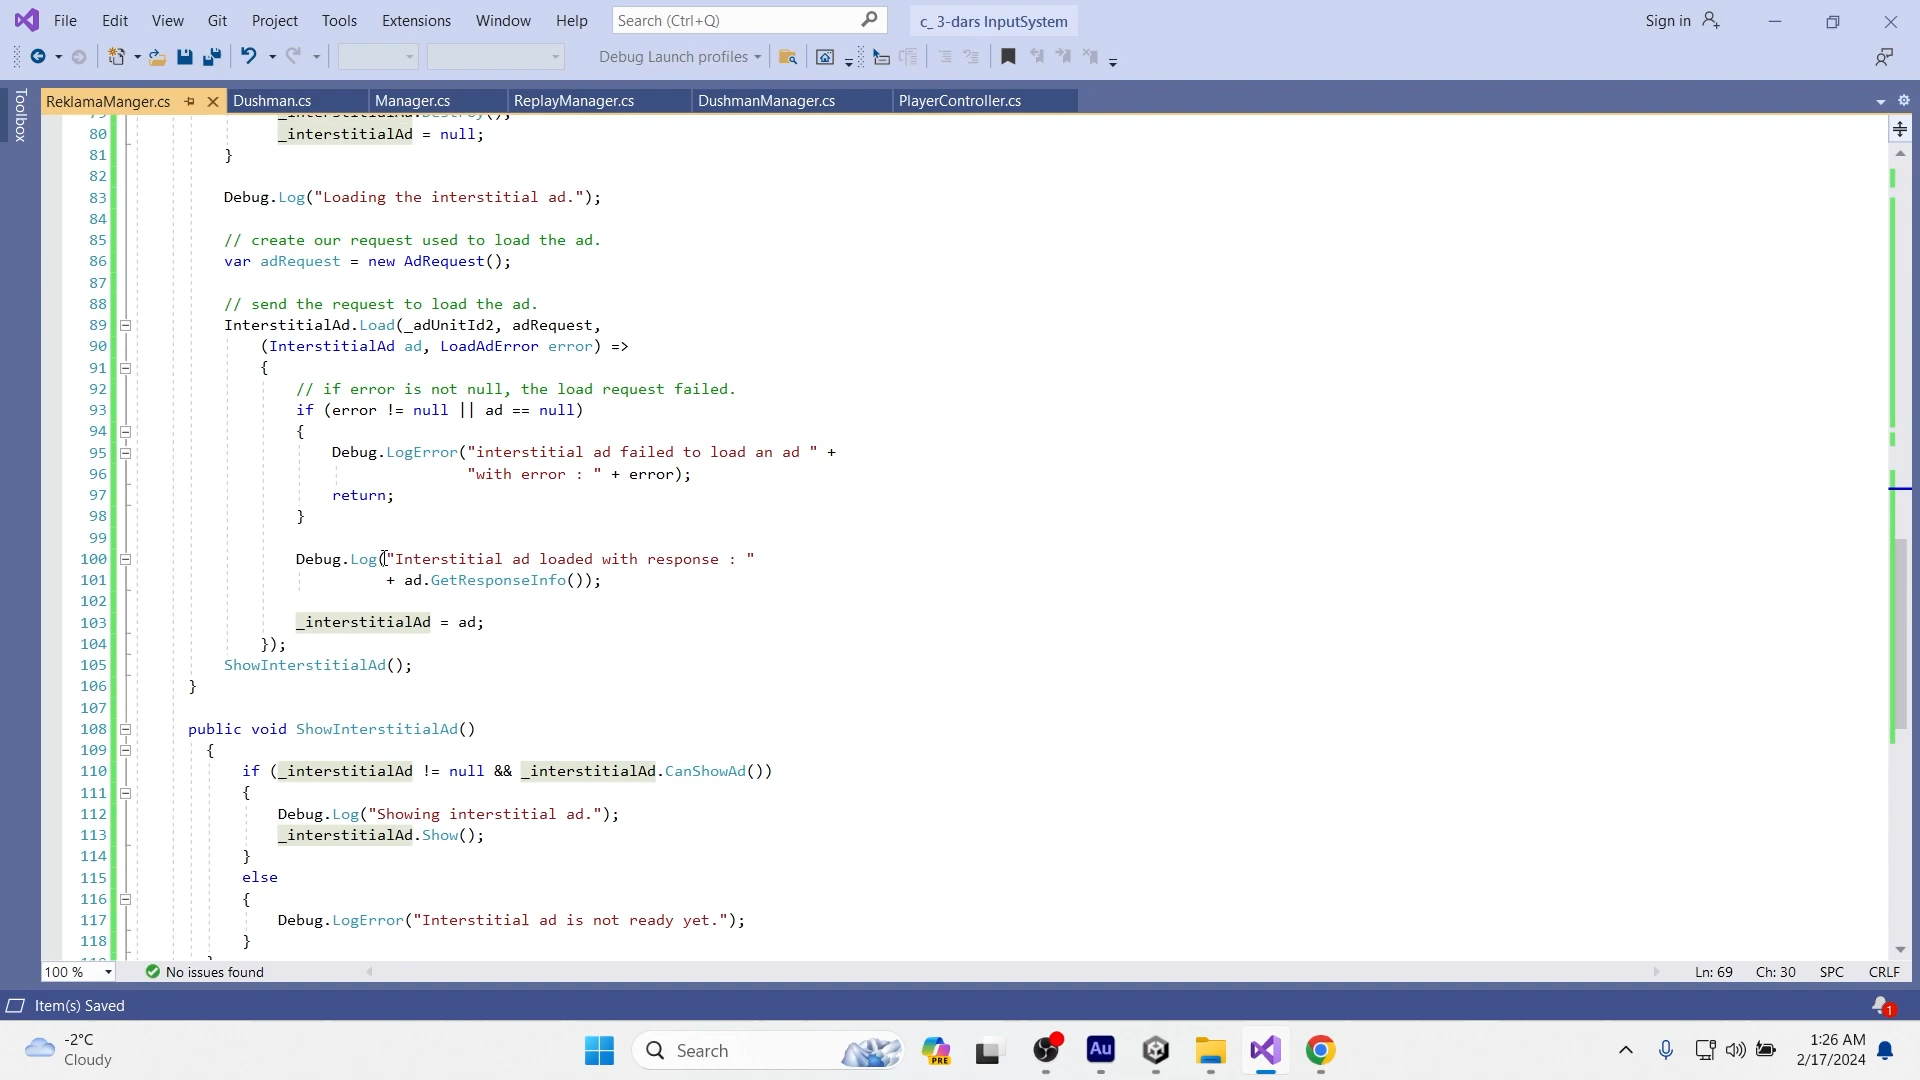 File Edit View Git Project Tools Extensions Window Help Search (Ctrl+Q) c_ 3-dars InputSystem Sign in
Debug Launch profiles
Toolbox
ReklamaManger.cs Dushman.cs Manager.cs ReplayManager.cs DushmanManager.cs PlayerController.cs
80 _interstitialAd = null;
81 }
82
83 Debug.Log("Loading the interstitial ad.");
84
85 // create our request used to load the ad.
86 var adRequest = new AdRequest();
87
88 // send the request to load the ad.
89 InterstitialAd.Load(_adUnitId2, adRequest,
90 (InterstitialAd ad, LoadAdError error) =>
91 {
92 // if error is not null, the load request failed.
93 if (error != null || ad == null)
94 {
95 Debug.LogError("interstitial ad failed to load an ad " +
96 "with error : " + error);
97 return;
98 }
99
100 Debug.Log("Interstitial ad loaded with response : "
101 + ad.GetResponseInfo());
102
103 _interstitialAd = ad;
104 });
105 ShowInterstitialAd();
106 }
107
108 public void ShowInterstitialAd()
109 {
110 if (_interstitialAd != null && _interstitialAd.CanShowAd())
111 {
112 Debug.Log("Showing interstitial ad.");
113 _interstitialAd.Show();
114 }
115 else
116 {
117 Debug.LogError("Interstitial ad is not ready yet.");
118 }
100 % No issues found Ln: 69 Ch: 30 SPC CRLF
Item(s) Saved 1
-2°C
Cloudy
Search
PRE
Au
1:26 AM
2/17/2024